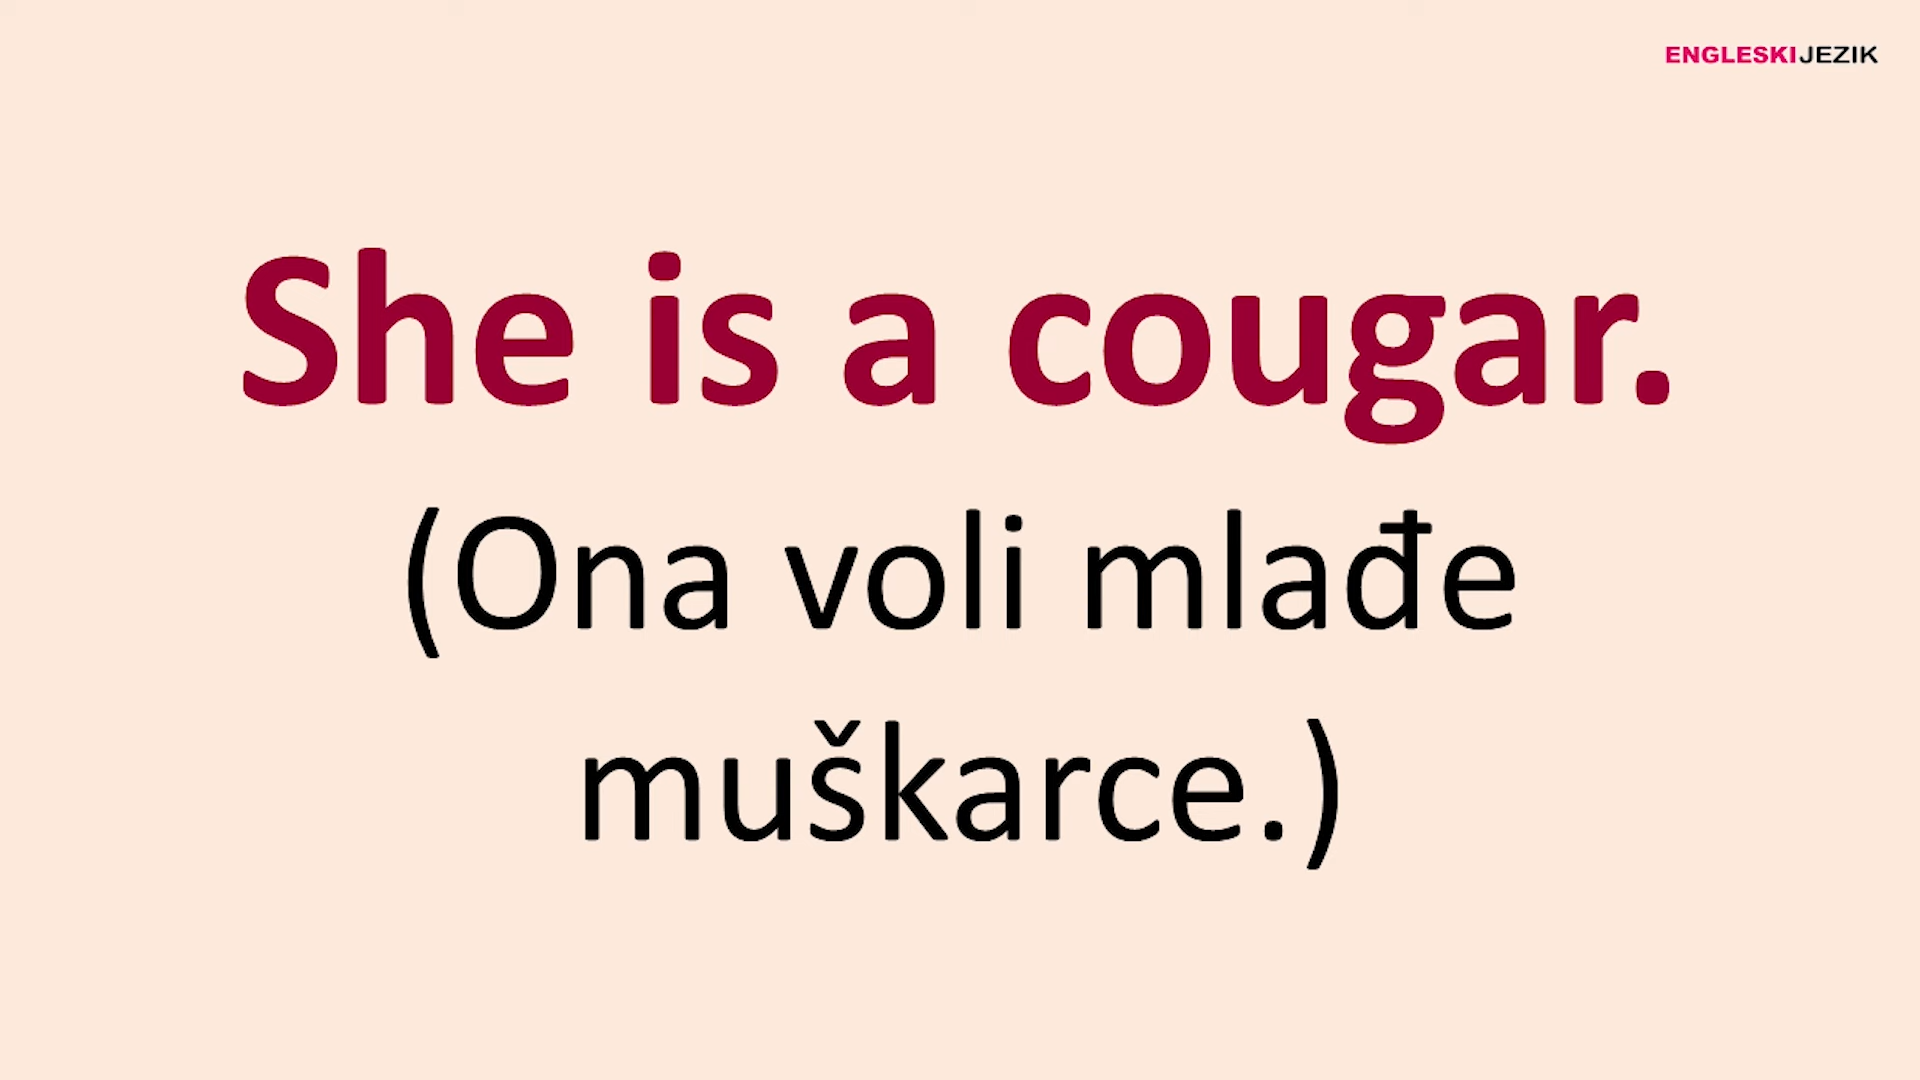 ENGLESKIJEZIK
She is a cougar.
(Ona voli mlađe
muškarce.)